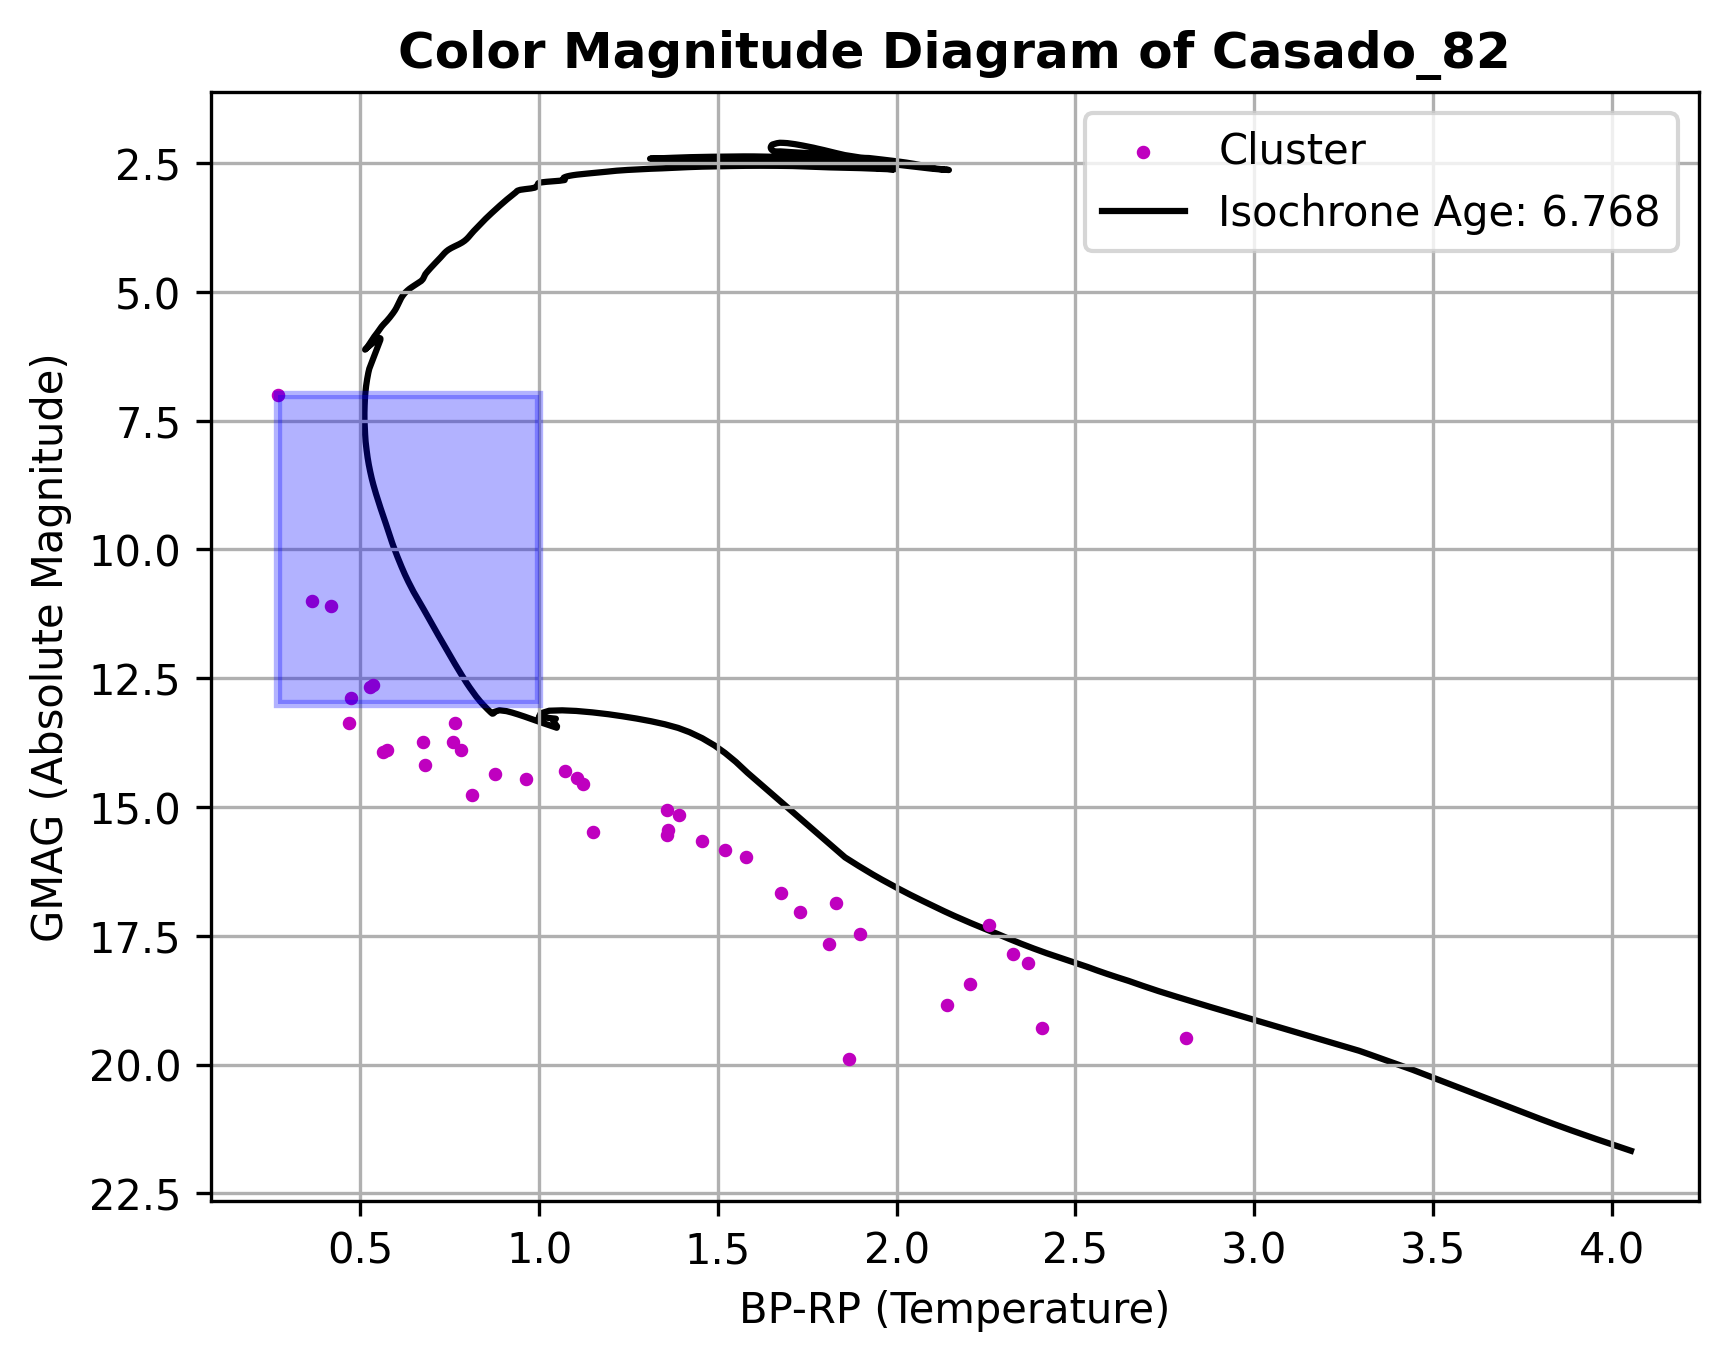 Color Magnitude Diagram of Casado_82
Cluster
Isochrone Age: 6.768
GMAG (Absolute Magnitude)
2.5
5.0
7.5
10.0
12.5
15.0
17.5
20.0
22.5
0.5 1.0 1.5 2.0 2.5 3.0 3.5 4.0
BP-RP (Temperature)